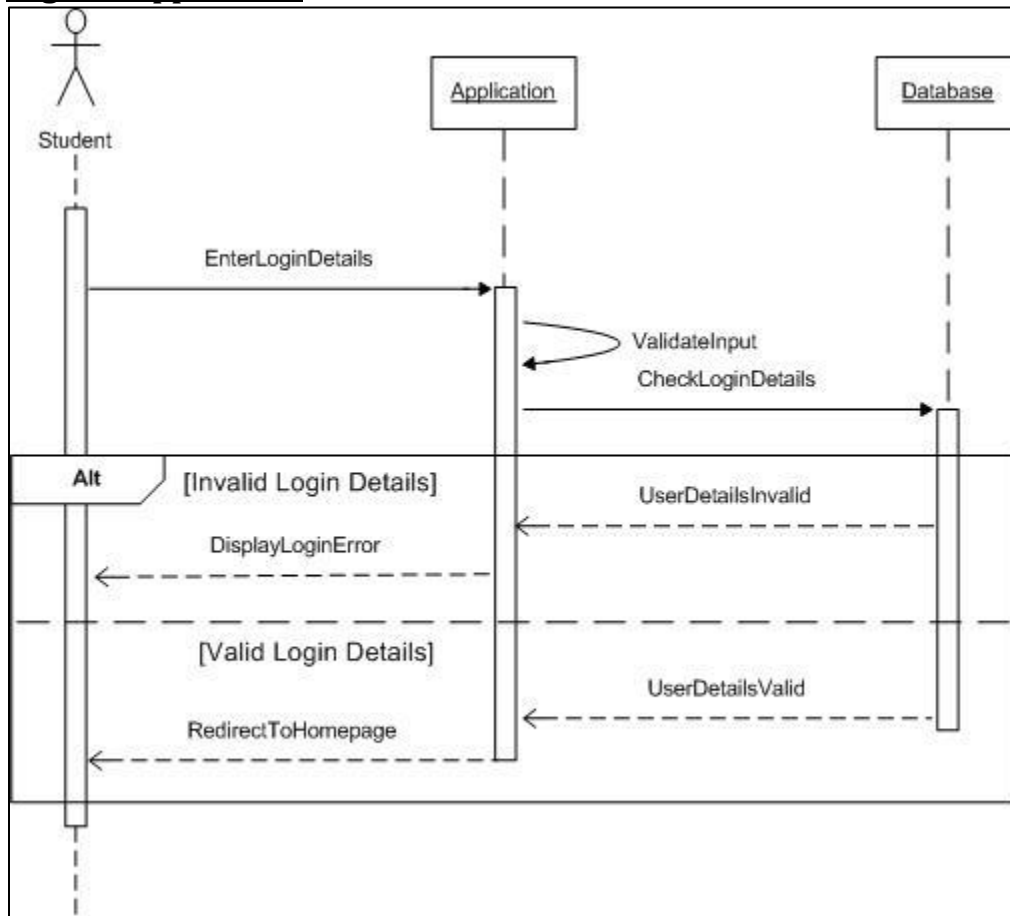 Student
Application
Database
EnterLoginDetails
ValidateInput
CheckLoginDetails
Alt
[Invalid Login Details]
UserDetailsInvalid
DisplayLoginError
[Valid Login Details]
UserDetailsValid
RedirectToHomepage